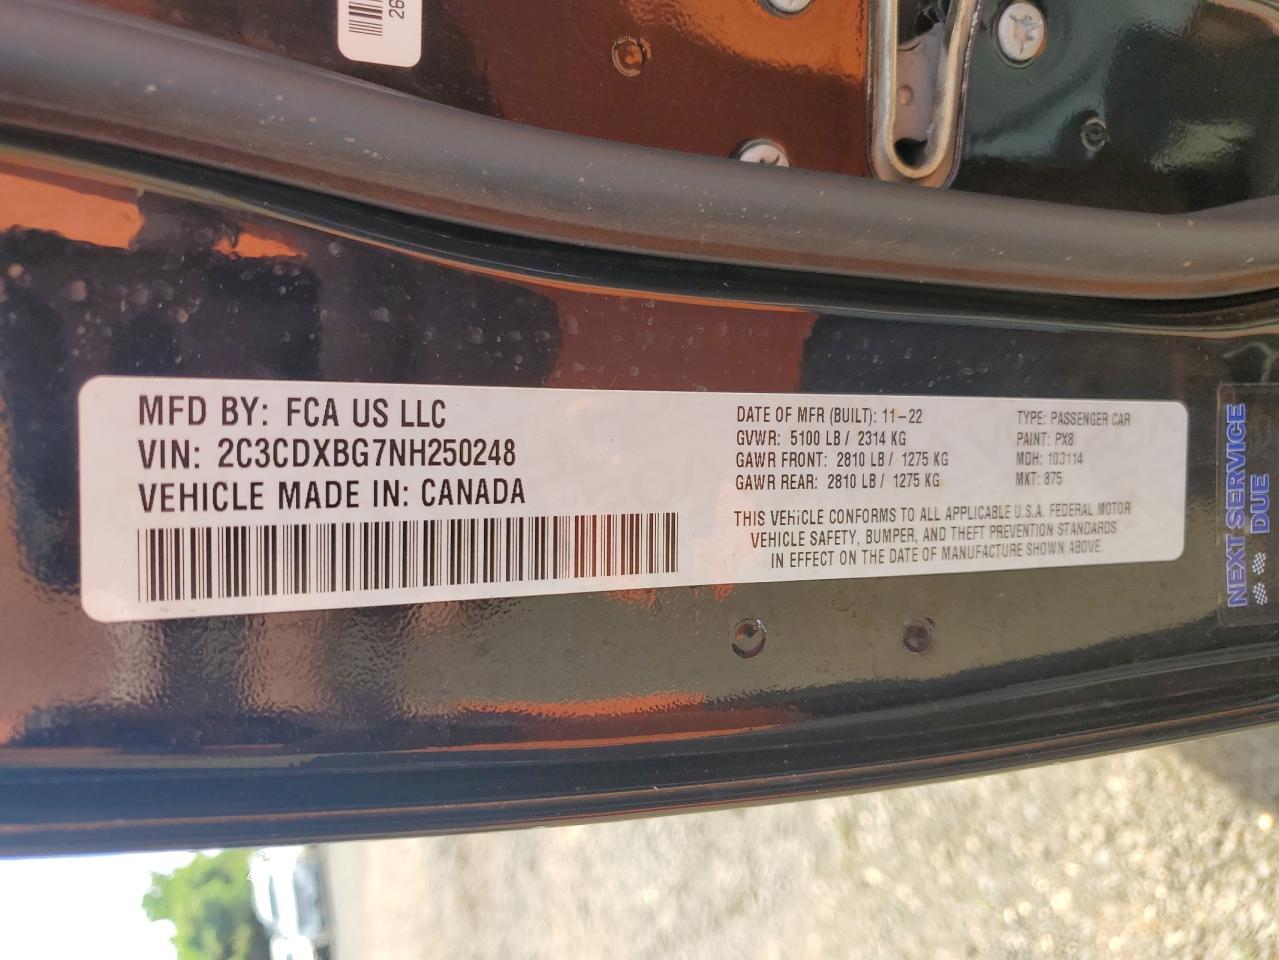 26
MFD BY: FCA US LLC
VIN: 2C3CDXBG7NH250248
VEHICLE MADE IN: CANADA
DATE OF MFR (BUILT): 11-22
GVWR: 5100 LB / 2314 KG
GAWR FRONT: 2810 LB / 1275 KG
GAWR REAR: 2810 LB / 1275 KG
TYPE: PASSENGER CAR
PAINT: PX8
MDH: 103114
MKT: 875
THIS VEHICLE CONFORMS TO ALL APPLICABLE U.S.A. FEDERAL MOTOR
VEHICLE SAFETY, BUMPER, AND THEFT PREVENTION STANDARDS
IN EFFECT ON THE DATE OF MANUFACTURE SHOWN ABOVE.
NEXT SERVICE
DUE